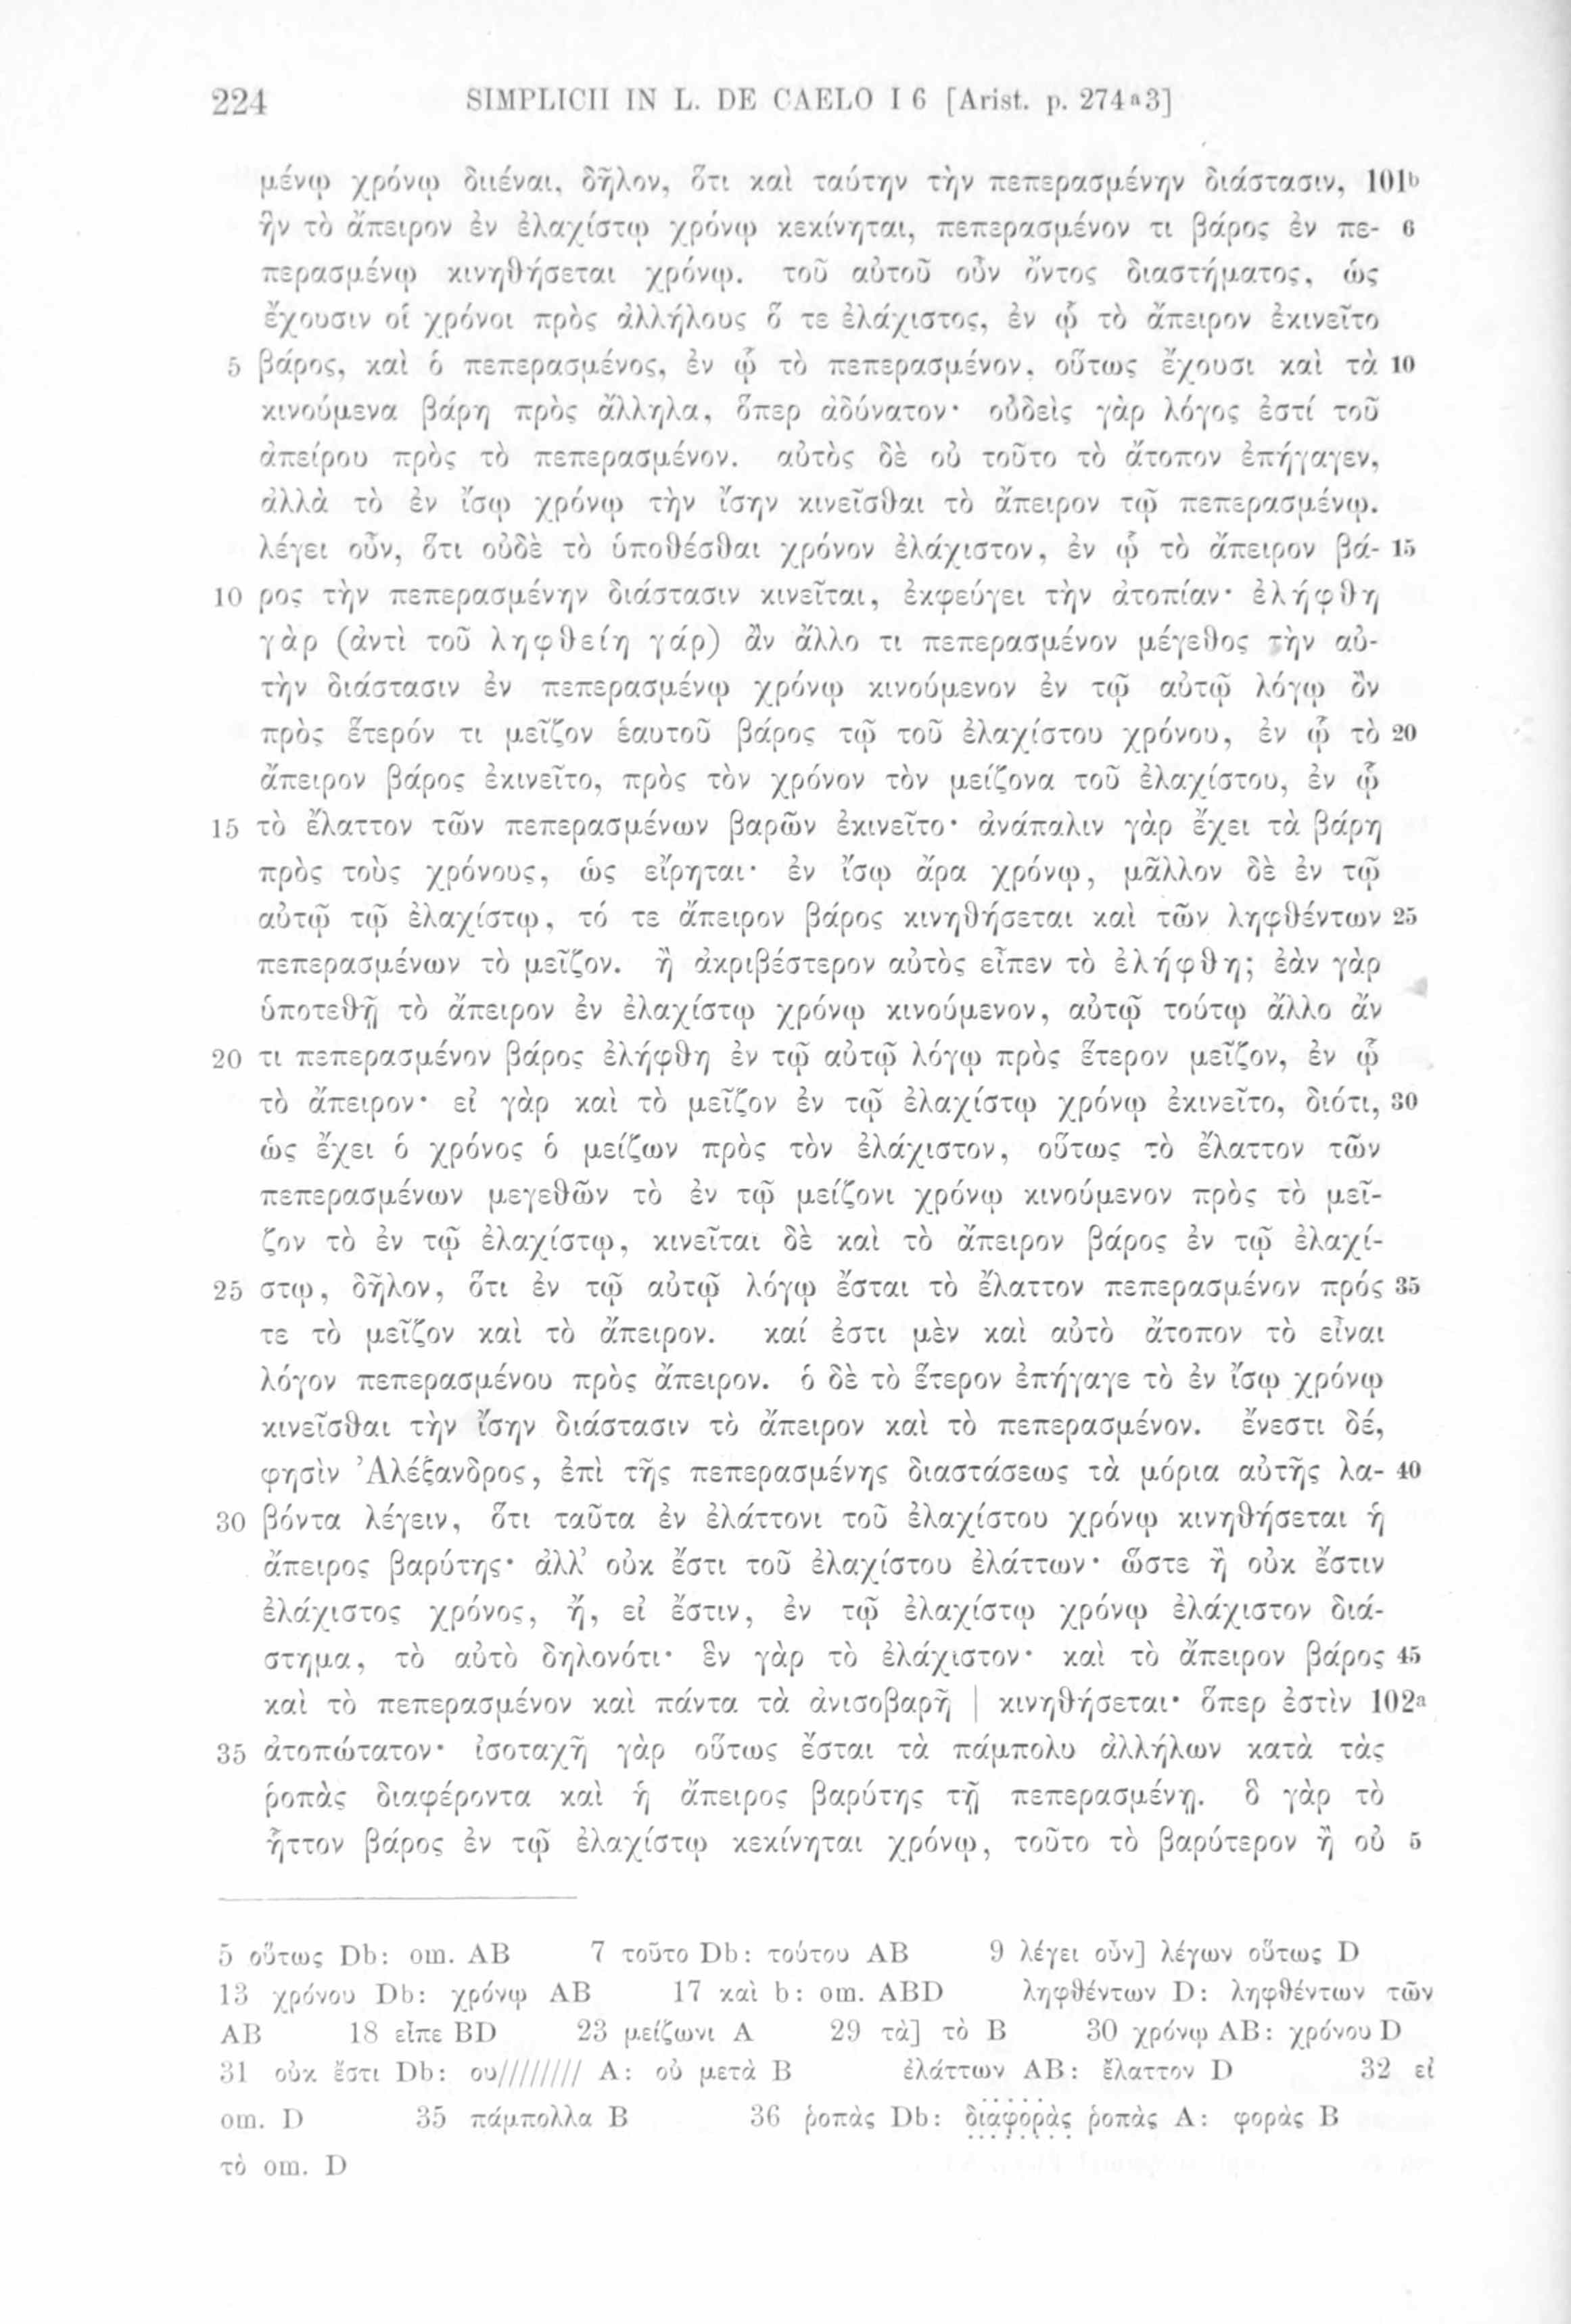 224 SIMPLICII IN L. DE CAELO I 6 [Arist. p. 274ᵃ3]
μένῳ χρόνῳ διιέναι, δῆλον, ὅτι καὶ ταύτην τὴν πεπερασμένην διάστασιν, 101ᵇ
ἣν τὸ ἄπειρον ἐν ἐλαχίστῳ χρόνῳ κεκίνηται, πεπερασμένον τι βάρος ἐν πε- 6
περασμένῳ κινηθήσεται χρόνῳ. τοῦ αὐτοῦ οὖν ὄντος διαστήματος, ὡς
ἔχουσιν οἱ χρόνοι πρὸς ἀλλήλους ὅ τε ἐλάχιστος, ἐν ᾧ τὸ ἄπειρον ἐκινεῖτο
5 βάρος, καὶ ὁ πεπερασμένος, ἐν ᾧ τὸ πεπερασμένον, οὕτως ἔχουσι καὶ τὰ 10
κινούμενα βάρη πρὸς ἄλληλα, ὅπερ ἀδύνατον· οὐδεὶς γὰρ λόγος ἐστί τοῦ
ἀπείρου πρὸς τὸ πεπερασμένον. αὐτὸς δὲ οὐ τοῦτο τὸ ἄτοπον ἐπήγαγεν,
ἀλλὰ τὸ ἐν ἴσῳ χρόνῳ τὴν ἴσην κινεῖσθαι τὸ ἄπειρον τῷ πεπερασμένῳ.
λέγει οὖν, ὅτι οὐδὲ τὸ ὑποθέσθαι χρόνον ἐλάχιστον, ἐν ᾧ τὸ ἄπειρον βά- 15
10 ρος τὴν πεπερασμένην διάστασιν κινεῖται, ἐκφεύγει τὴν ἀτοπίαν· ἐλήφθη
γὰρ (ἀντὶ τοῦ ληφθείη γάρ) ἂν ἄλλο τι πεπερασμένον μέγεθος τὴν αὐ-
τὴν διάστασιν ἐν πεπερασμένῳ χρόνῳ κινούμενον ἐν τῷ αὐτῷ λόγῳ ὂν
πρὸς ἕτερόν τι μεῖζον ἑαυτοῦ βάρος τῷ τοῦ ἐλαχίστου χρόνου, ἐν ᾧ τὸ 20
ἄπειρον βάρος ἐκινεῖτο, πρὸς τὸν χρόνον τὸν μείζονα τοῦ ἐλαχίστου, ἐν ᾧ
15 τὸ ἔλαττον τῶν πεπερασμένων βαρῶν ἐκινεῖτο· ἀνάπαλιν γὰρ ἔχει τὰ βάρη
πρὸς τοὺς χρόνους, ὡς εἴρηται· ἐν ἴσῳ ἄρα χρόνῳ, μᾶλλον δὲ ἐν τῷ
αὐτῷ τῷ ἐλαχίστῳ, τό τε ἄπειρον βάρος κινηθήσεται καὶ τῶν ληφθέντων 25
πεπερασμένων τὸ μεῖζον. ἢ ἀκριβέστερον αὐτὸς εἶπεν τὸ ἐλήφθη; ἐὰν γὰρ
ὑποτεθῇ τὸ ἄπειρον ἐν ἐλαχίστῳ χρόνῳ κινούμενον, αὐτῷ τούτῳ ἄλλο ἄν
20 τι πεπερασμένον βάρος ἐλήφθη ἐν τῷ αὐτῷ λόγῳ πρὸς ἕτερον μεῖζον, ἐν ᾧ
τὸ ἄπειρον· εἰ γὰρ καὶ τὸ μεῖζον ἐν τῷ ἐλαχίστῳ χρόνῳ ἐκινεῖτο, διότι, 30
ὡς ἔχει ὁ χρόνος ὁ μείζων πρὸς τὸν ἐλάχιστον, οὕτως τὸ ἔλαττον τῶν
πεπερασμένων μεγεθῶν τὸ ἐν τῷ μείζονι χρόνῳ κινούμενον πρὸς τὸ μεῖ-
ζον τὸ ἐν τῷ ἐλαχίστῳ, κινεῖται δὲ καὶ τὸ ἄπειρον βάρος ἐν τῷ ἐλαχί-
25 στῳ, δῆλον, ὅτι ἐν τῷ αὐτῷ λόγῳ ἔσται τὸ ἔλαττον πεπερασμένον πρός 35
τε τὸ μεῖζον καὶ τὸ ἄπειρον. καί ἐστι μὲν καὶ αὐτὸ ἄτοπον τὸ εἶναι
λόγον πεπερασμένου πρὸς ἄπειρον. ὁ δὲ τὸ ἕτερον ἐπήγαγε τὸ ἐν ἴσῳ χρόνῳ
κινεῖσθαι τὴν ἴσην διάστασιν τὸ ἄπειρον καὶ τὸ πεπερασμένον. ἔνεστι δέ,
φησὶν Ἀλέξανδρος, ἐπὶ τῆς πεπερασμένης διαστάσεως τὰ μόρια αὐτῆς λα- 40
30 βόντα λέγειν, ὅτι ταῦτα ἐν ἐλάττονι τοῦ ἐλαχίστου χρόνῳ κινηθήσεται ἡ
ἄπειρος βαρύτης· ἀλλ' οὐκ ἔστι τοῦ ἐλαχίστου ἐλάττων· ὥστε ἢ οὐκ ἔστιν
ἐλάχιστος χρόνος, ἤ, εἰ ἔστιν, ἐν τῷ ἐλαχίστῳ χρόνῳ ἐλάχιστον διά-
στημα, τὸ αὐτὸ δηλονότι· ἓν γὰρ τὸ ἐλάχιστον· καὶ τὸ ἄπειρον βάρος 45
καὶ τὸ πεπερασμένον καὶ πάντα τὰ ἀνισοβαρῆ | κινηθήσεται· ὅπερ ἐστὶν 102ᵃ
35 ἀτοπώτατον· ἰσοταχῆ γὰρ οὕτως ἔσται τὰ πάμπολυ ἀλλήλων κατὰ τὰς
ῥοπὰς διαφέροντα καὶ ἡ ἄπειρος βαρύτης τῇ πεπερασμένῃ. ὃ γὰρ τὸ
ἧττον βάρος ἐν τῷ ἐλαχίστῳ κεκίνηται χρόνῳ, τοῦτο τὸ βαρύτερον ἢ οὐ 5
5 οὕτως Db: om. AB 7 τοῦτο Db: τούτου AB 9 λέγει οὖν] λέγων οὕτως D
13 χρόνου Db: χρόνῳ AB 17 καὶ b: om. ABD ληφθέντων D: ληφθέντων τῶν
AB 18 εἶπε BD 23 μείζωνι A 29 τὰ] τὸ B 30 χρόνῳ AB: χρόνου D
31 οὐκ ἔστι Db: ου//////// A: οὐ μετὰ B ἐλάττων AB: ἔλαττον D 32 εἰ
om. D 35 πάμπολλα B 36 ῥοπὰς Db: διαφορὰς ῥοπὰς A: φορὰς B
τὸ om. D